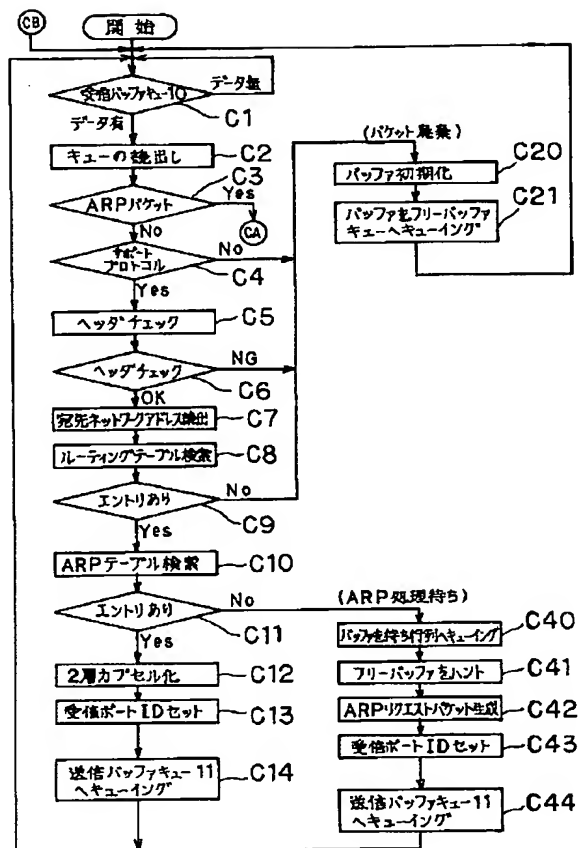 CB
開始
受信バッファキュー10
データ無
データ有
C1
キューの検出し
C2
ARPパケット
C3
Yes
CA
No
サポート
プロトコル
No
C4
Yes
ヘッダチェック
C5
ヘッダチェック
NG
C6
OK
宛先ネットワークアドレス検出
C7
ルーティングテーブル検索
C8
エントリあり
No
C9
Yes
ARPテーブル検索
C10
エントリあり
No
C11
Yes
2層カプセル化
C12
受信ポートIDセット
C13
送信バッファキュー11
へキューイング
C14
(パケット廃棄)
バッファ初期化
C20
バッファをフリーバッファ
キューへキューイング
C21
(ARP処理待ち)
バッファを待ち行列へキューイング
C40
フリーバッファをハント
C41
ARPリクエストパケット生成
C42
受信ポートIDセット
C43
送信バッファキュー11
へキューイング
C44